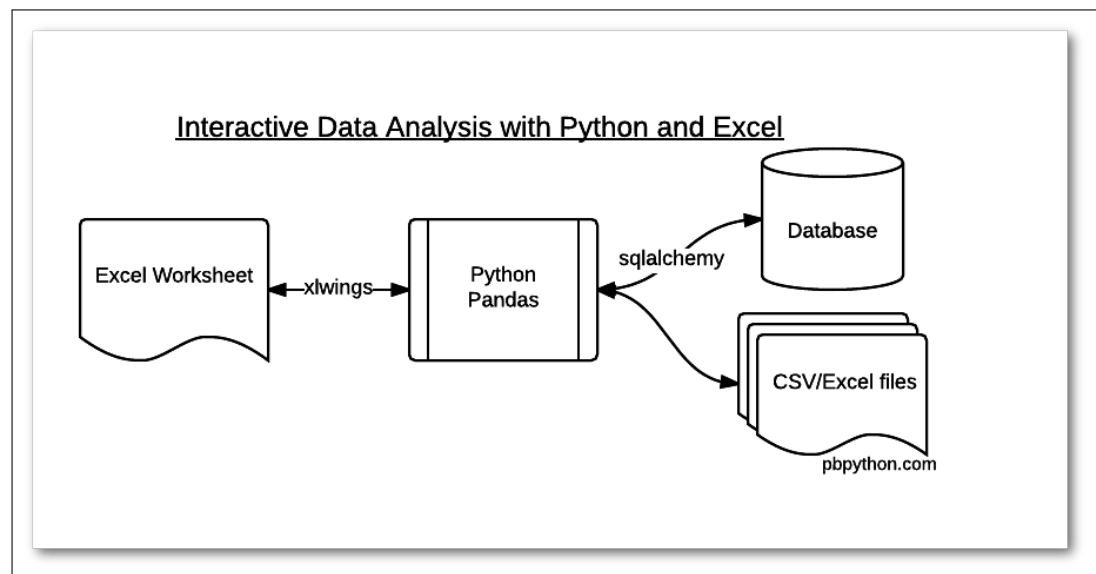 Interactive Data Analysis with Python and Excel
Excel Worksheet
xlwings
Python
Pandas
sqlalchemy
Database
CSV/Excel files
pbpython.com